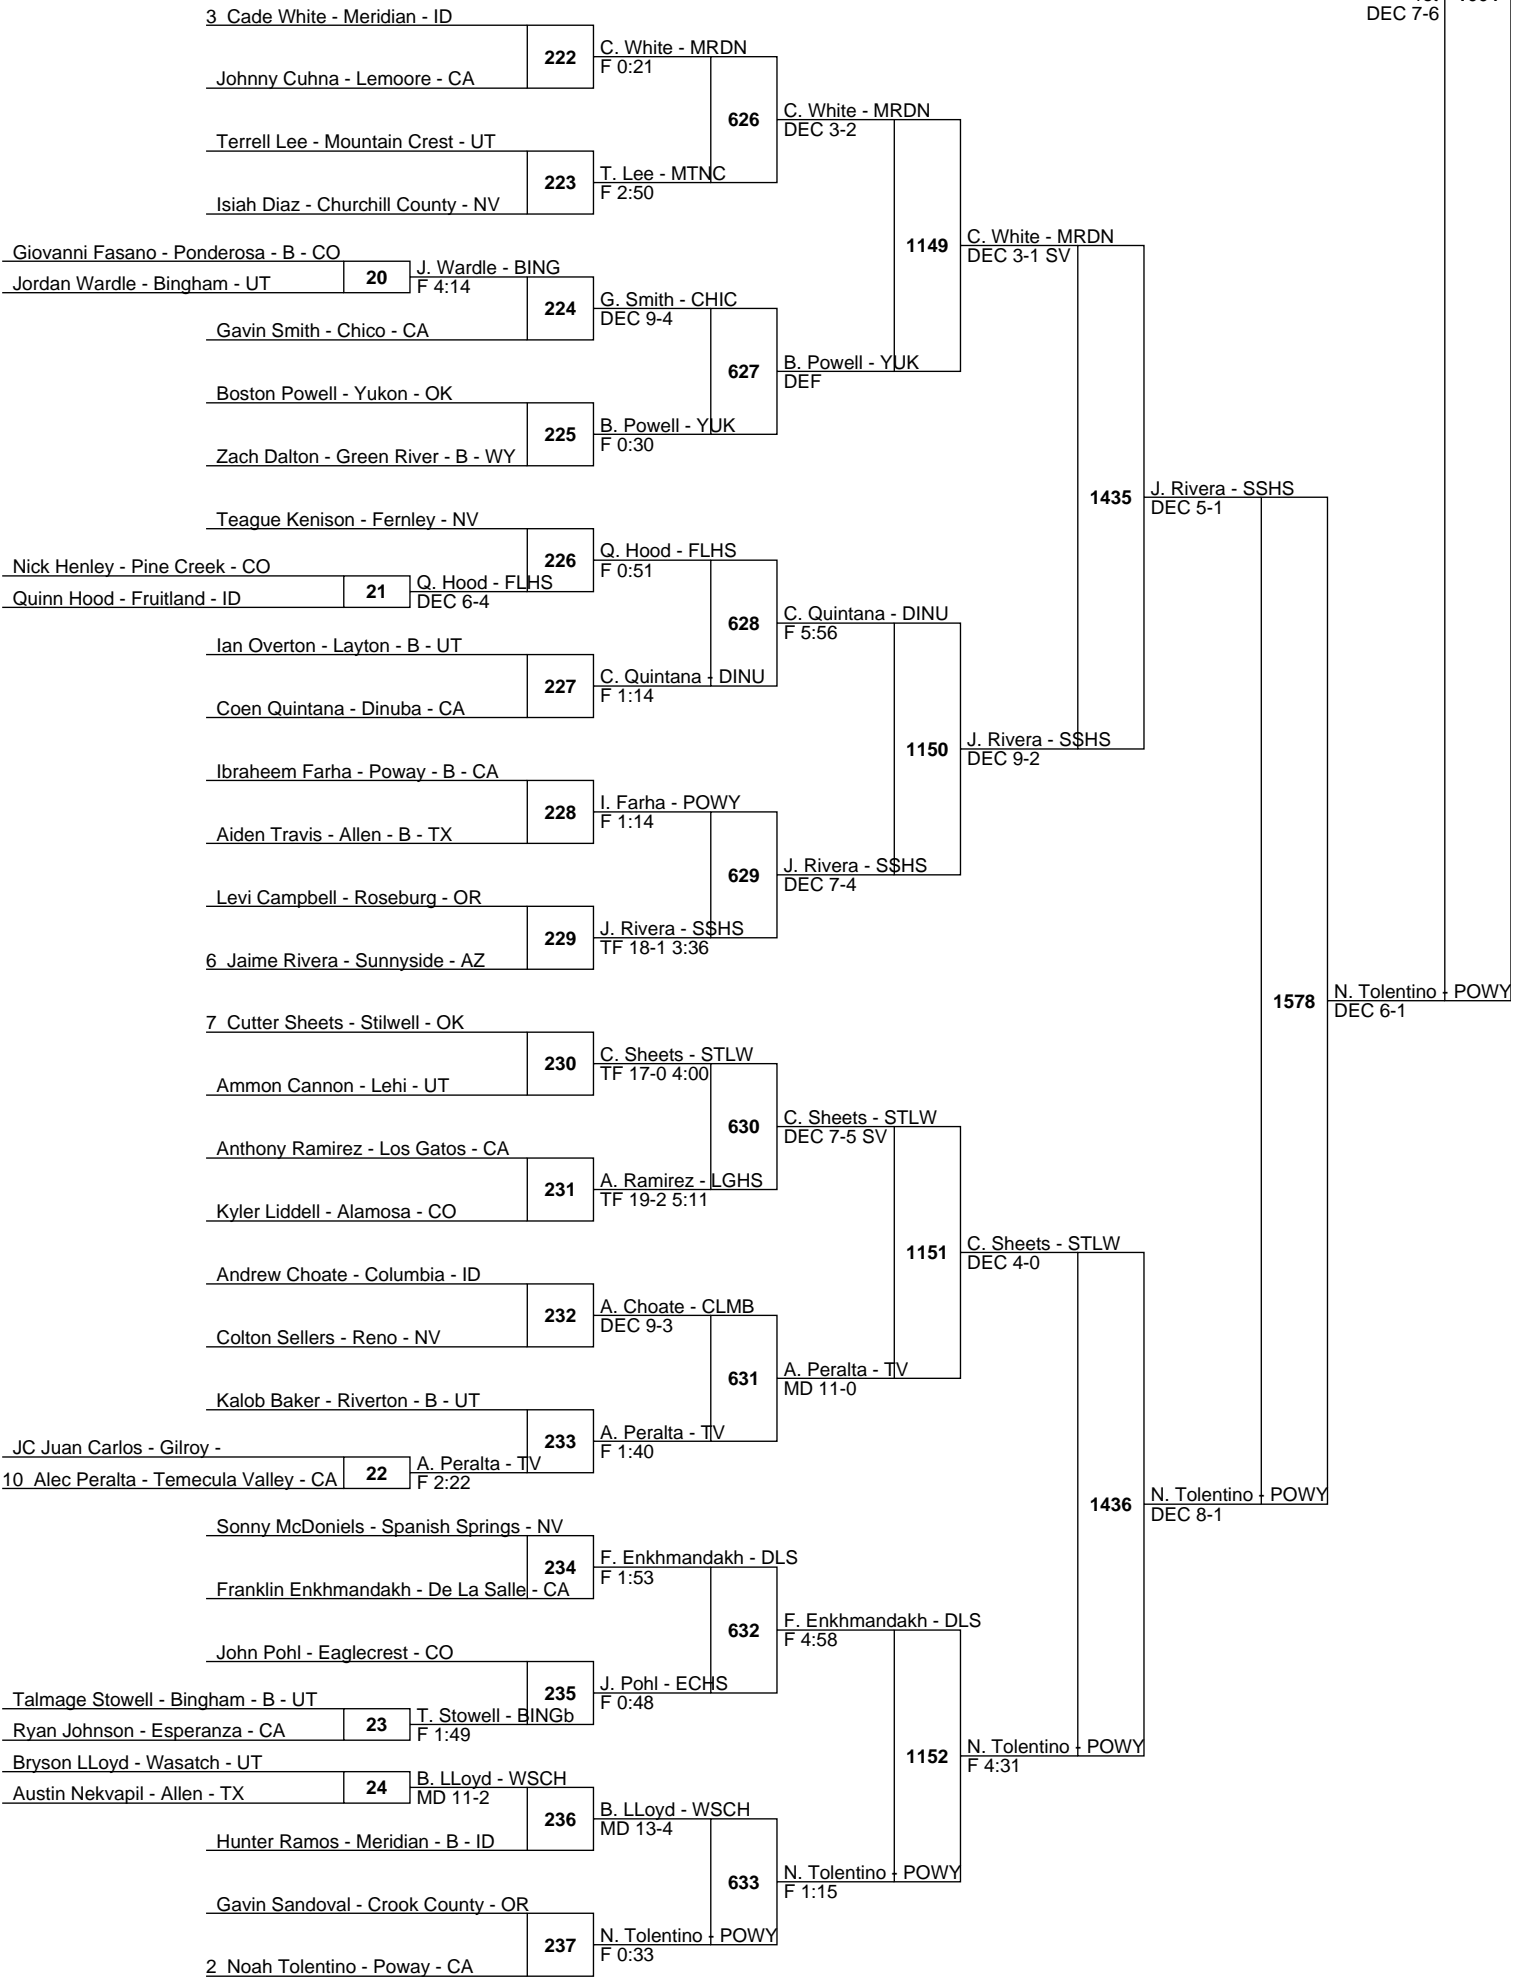 DEC 7-6
3 Cade White - Meridian - ID
222
C. White - MRDN
F 0:21
Johnny Cuhna - Lemoore - CA
626
C. White - MRDN
DEC 3-2
Terrell Lee - Mountain Crest - UT
223
T. Lee - MTNC
F 2:50
Isiah Diaz - Churchill County - NV
1149
C. White - MRDN
DEC 3-1 SV
Giovanni Fasano - Ponderosa - B - CO
20
J. Wardle - BING
F 4:14
Jordan Wardle - Bingham - UT
224
G. Smith - CHIC
DEC 9-4
Gavin Smith - Chico - CA
627
B. Powell - YUK
DEF
Boston Powell - Yukon - OK
225
B. Powell - YUK
F 0:30
Zach Dalton - Green River - B - WY
1435
J. Rivera - SSHS
DEC 5-1
Teague Kenison - Fernley - NV
226
Q. Hood - FLHS
F 0:51
Nick Henley - Pine Creek - CO
21
Q. Hood - FLHS
DEC 6-4
Quinn Hood - Fruitland - ID
628
C. Quintana - DINU
F 5:56
Ian Overton - Layton - B - UT
227
C. Quintana - DINU
F 1:14
Coen Quintana - Dinuba - CA
1150
J. Rivera - SSHS
DEC 9-2
Ibraheem Farha - Poway - B - CA
228
I. Farha - POWY
F 1:14
Aiden Travis - Allen - B - TX
629
J. Rivera - SSHS
DEC 7-4
Levi Campbell - Roseburg - OR
229
J. Rivera - SSHS
TF 18-1 3:36
6 Jaime Rivera - Sunnyside - AZ
1578
N. Tolentino - POWY
DEC 6-1
7 Cutter Sheets - Stilwell - OK
230
C. Sheets - STLW
TF 17-0 4:00
Ammon Cannon - Lehi - UT
630
C. Sheets - STLW
DEC 7-5 SV
Anthony Ramirez - Los Gatos - CA
231
A. Ramirez - LGHS
TF 19-2 5:11
Kyler Liddell - Alamosa - CO
1151
C. Sheets - STLW
DEC 4-0
Andrew Choate - Columbia - ID
232
A. Choate - CLMB
DEC 9-3
Colton Sellers - Reno - NV
631
A. Peralta - TV
MD 11-0
Kalob Baker - Riverton - B - UT
233
A. Peralta - TV
F 1:40
JC Juan Carlos - Gilroy -
22
A. Peralta - TV
F 2:22
10 Alec Peralta - Temecula Valley - CA
1436
N. Tolentino - POWY
DEC 8-1
Sonny McDoniels - Spanish Springs - NV
234
F. Enkhmandakh - DLS
F 1:53
Franklin Enkhmandakh - De La Salle - CA
632
F. Enkhmandakh - DLS
F 4:58
John Pohl - Eaglecrest - CO
235
J. Pohl - ECHS
F 0:48
Talmage Stowell - Bingham - B - UT
23
T. Stowell - BINGb
F 1:49
Ryan Johnson - Esperanza - CA
1152
N. Tolentino - POWY
F 4:31
Bryson LLoyd - Wasatch - UT
24
B. LLoyd - WSCH
MD 11-2
Austin Nekvapil - Allen - TX
236
B. LLoyd - WSCH
MD 13-4
Hunter Ramos - Meridian - B - ID
633
N. Tolentino - POWY
F 1:15
Gavin Sandoval - Crook County - OR
237
N. Tolentino - POWY
F 0:33
2 Noah Tolentino - Poway - CA